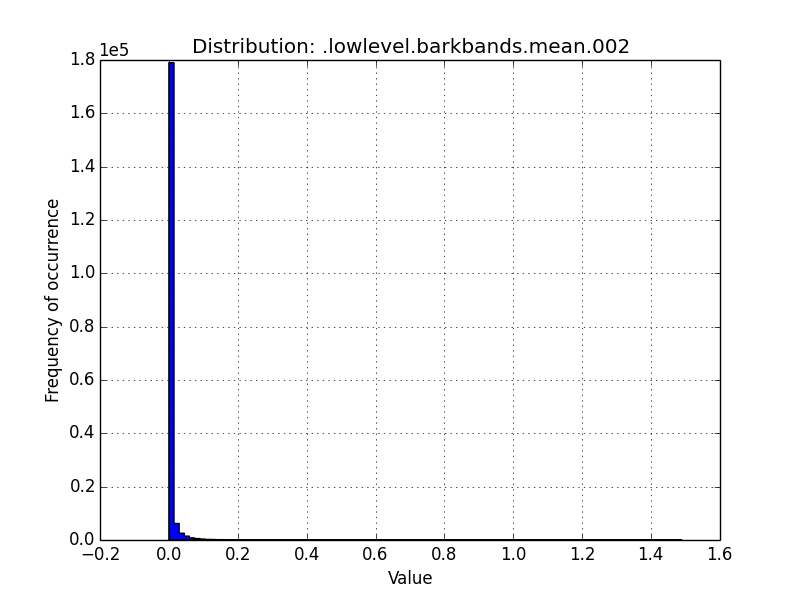 Distribution: .lowlevel.barkbands.mean.002
1e5
1.8
1.6
1.4
1.2
1.0
0.8
0.6
0.4
0.2
0.0
Frequency of occurrence
−0.2 0.0 0.2 0.4 0.6 0.8 1.0 1.2 1.4 1.6
Value